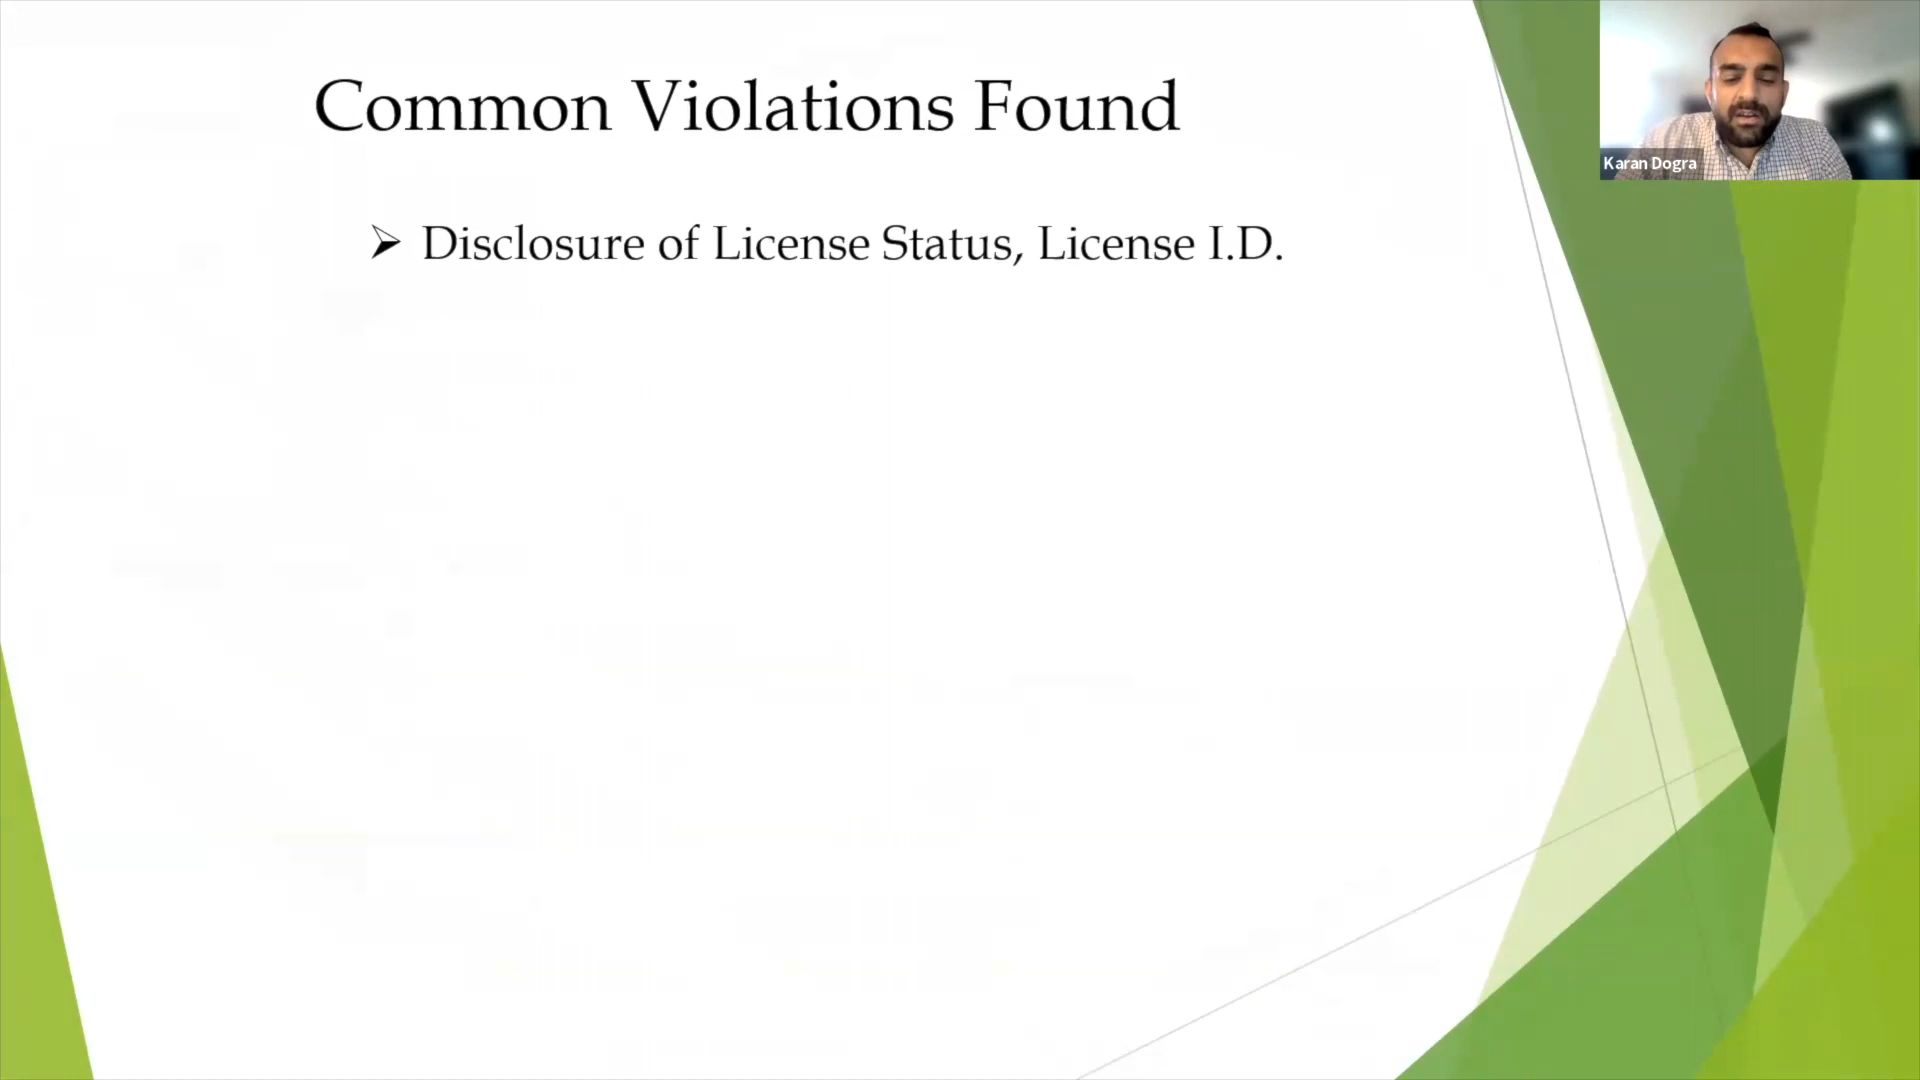 Common Violations Found
Karan Dogra
➢ Disclosure of License Status, License I.D.